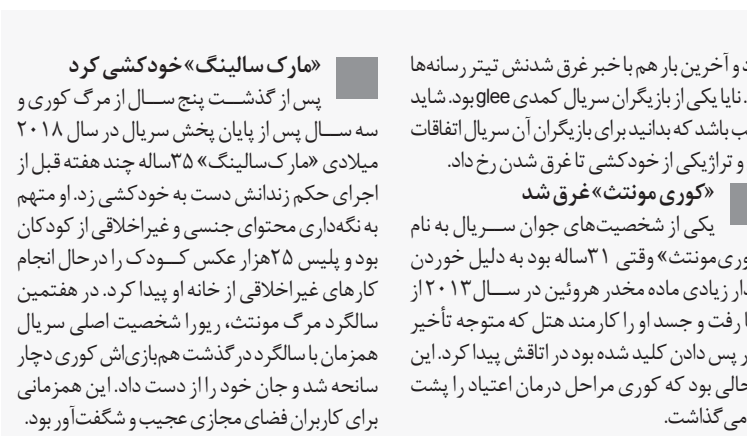 و آخرین بار هم با خبر غرق شدنش تیتر رسانه‌ها
نایا یکی از بازیگران سریال کمدی glee بود. شاید
باشد که بدانید برای بازیگران آن سریال اتفاقات
و تراژیکی از خودکشی تا غرق شدن رخ داد.
«کوری مونتث» غرق شد
یکی از شخصیت‌های جوان سریال به نام
مونتث» وقتی ۳۱ساله بود به دلیل خوردن
زیادی ماده مخدر هروئین در سال ۲۰۱۳ از
رفت و جسد او را کارمند هتل که متوجه تأخیر
پس دادن کلید شده بود در اتاقش پیدا کرد. این
حالی بود که کوری مراحل درمان اعتیاد را پشت
می‌گذاشت.
«مارک سالینگ» خودکشی کرد
پس از گذشت پنج سال از مرگ کوری و
سه سال پس از پایان پخش سریال در سال ۲۰۱۸
میلادی «مارک سالینگ» ۳۵ساله چند هفته قبل از
اجرای حکم زندانش دست به خودکشی زد. او متهم
به نگه‌داری محتوای جنسی و غیراخلاقی از کودکان
بود و پلیس ۲۵هزار عکس کودک را درحال انجام
کارهای غیراخلاقی از خانه او پیدا کرد. در هفتمین
سالگرد مرگ مونتث، ریورا شخصیت اصلی سریال
همزمان با سالگرد درگذشت هم‌بازی‌اش کوری دچار
سانحه شد و جان خود را از دست داد. این همزمانی
برای کاربران فضای مجازی عجیب و شگفت‌آور بود.